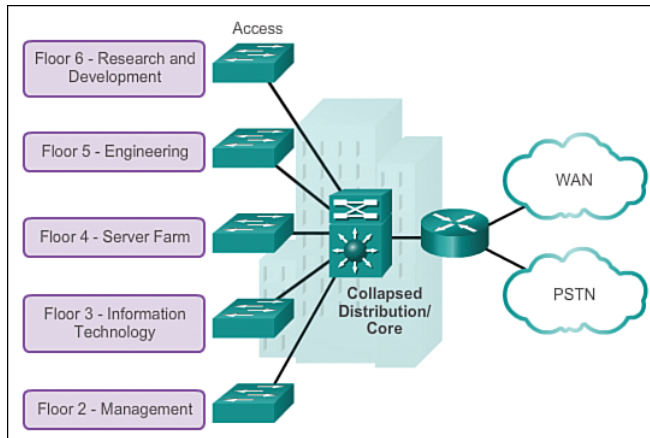 Access
Floor 6 - Research and
Development
Floor 5 - Engineering
Floor 4 - Server Farm
Floor 3 - Information
Technology
Floor 2 - Management
Collapsed
Distribution/
Core
WAN
PSTN